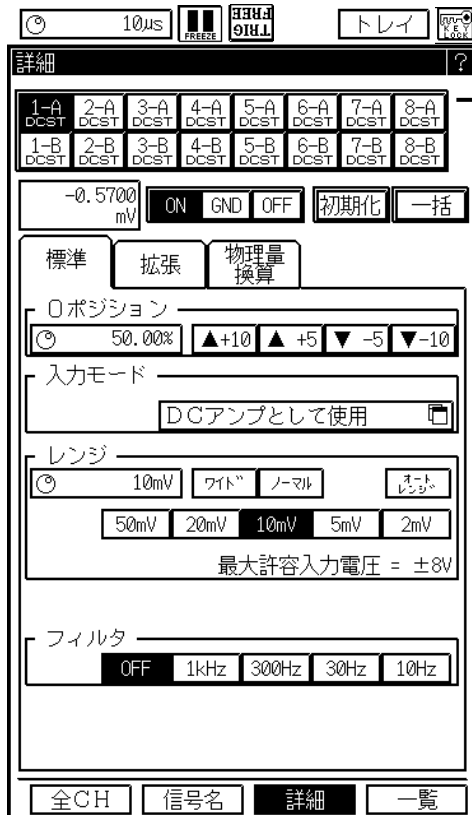 10μs FREEZE TRIG FREE トレイ KEY LOCK
詳細 ?
1-A 2-A 3-A 4-A 5-A 6-A 7-A 8-A
DCST DCST DCST DCST DCST DCST DCST DCST
1-B 2-B 3-B 4-B 5-B 6-B 7-B 8-B
DCST DCST DCST DCST DCST DCST DCST DCST
-0.5700 mV ON GND OFF 初期化 一括
標準 拡張 物理量換算
0ポジション
50.00% ▲+10 ▲ +5 ▼ -5 ▼-10
入力モード
DCアンプとして使用
レンジ
10mV ワイド ノーマル オートレンジ
50mV 20mV 10mV 5mV 2mV
最大許容入力電圧 = ±8V
フィルタ
OFF 1kHz 300Hz 30Hz 10Hz
全CH 信号名 詳細 一覧